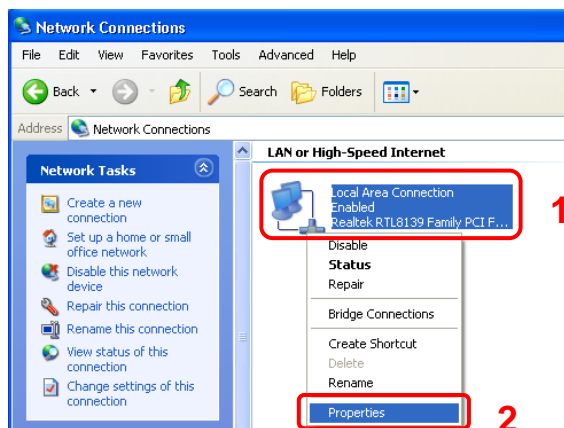 Network Connections
File Edit View Favorites Tools Advanced Help
Back Search Folders
Address Network Connections
Network Tasks
Create a new
connection
Set up a home or small
office network
Disable this network
device
Repair this connection
Rename this connection
View status of this
connection
Change settings of this
connection
LAN or High-Speed Internet
Local Area Connection
Enabled
Realtek RTL8139 Family PCI F...
1
Disable
Status
Repair
Bridge Connections
Create Shortcut
Delete
Rename
Properties
2